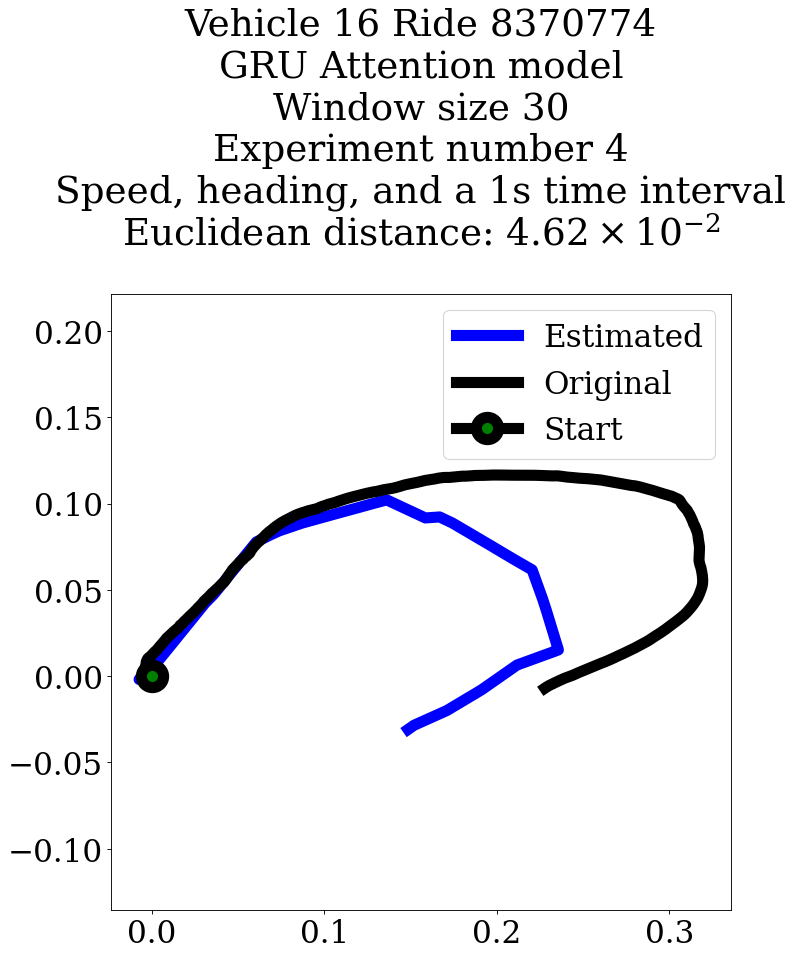 Vehicle 16 Ride 8370774
GRU Attention model
Window size 30
Experiment number 4
Speed, heading, and a 1s time interval
Euclidean distance: 4.62 × 10⁻²
Estimated
Original
Start
0.20
0.15
0.10
0.05
0.00
−0.05
−0.10
0.0 0.1 0.2 0.3